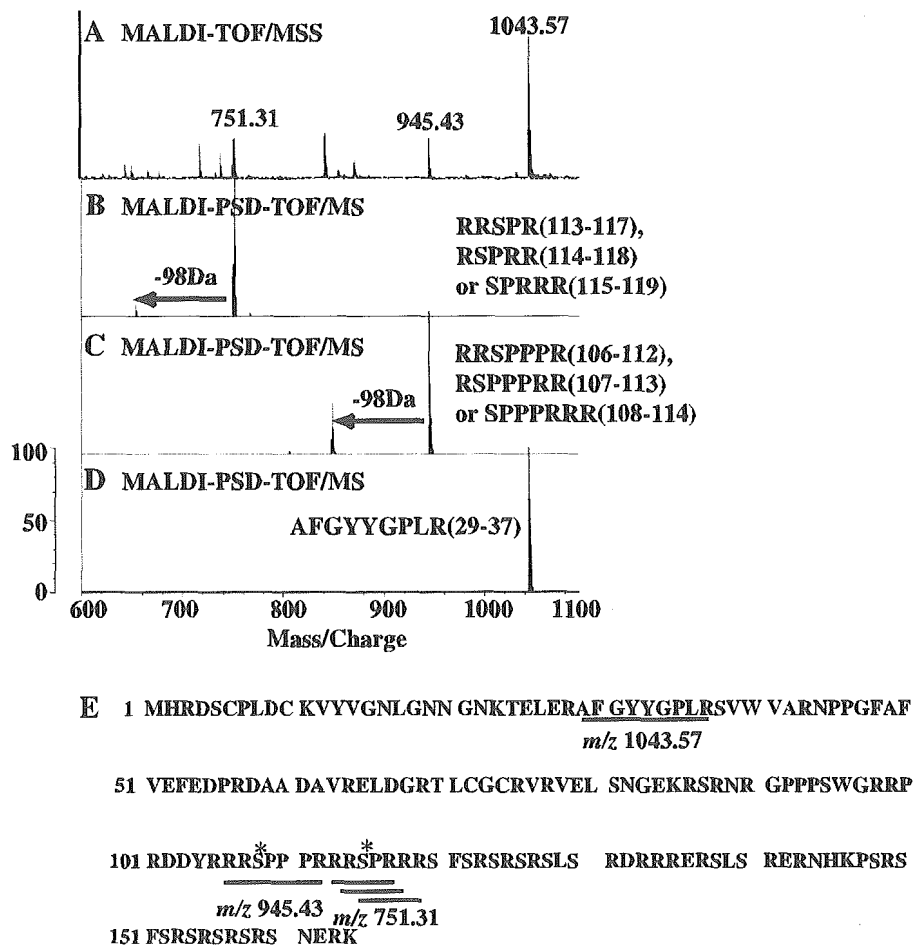 A MALDI-TOF/MSS
1043.57
751.31
945.43
B MALDI-PSD-TOF/MS
-98Da
RRSPR(113-117),
RSPRR(114-118)
or SPRRR(115-119)
C MALDI-PSD-TOF/MS
-98Da
RRSPPPR(106-112),
RSPPPRR(107-113)
or SPPPRRR(108-114)
100
D MALDI-PSD-TOF/MS
50
AFGYYGPLR(29-37)
0
600 700 800 900 1000 1100
Mass/Charge
E 1 MHRDSCPLDC KVYVGNLGNN GNKTELERAF GYYGPLRSVW VARNPPGFAF
m/z 1043.57
51 VEFEDPRDAA DAVRELDGRT LCGCRVRVEL SNGEKRSRNR GPPPSWGRRP
* *
101 RDDYRRRSPP PRRRSPRRRS FSRSRSRSLS RDRRRERSLS RERNHKPSRS
m/z 945.43 m/z 751.31
151 FSRSRSRSRS NERK